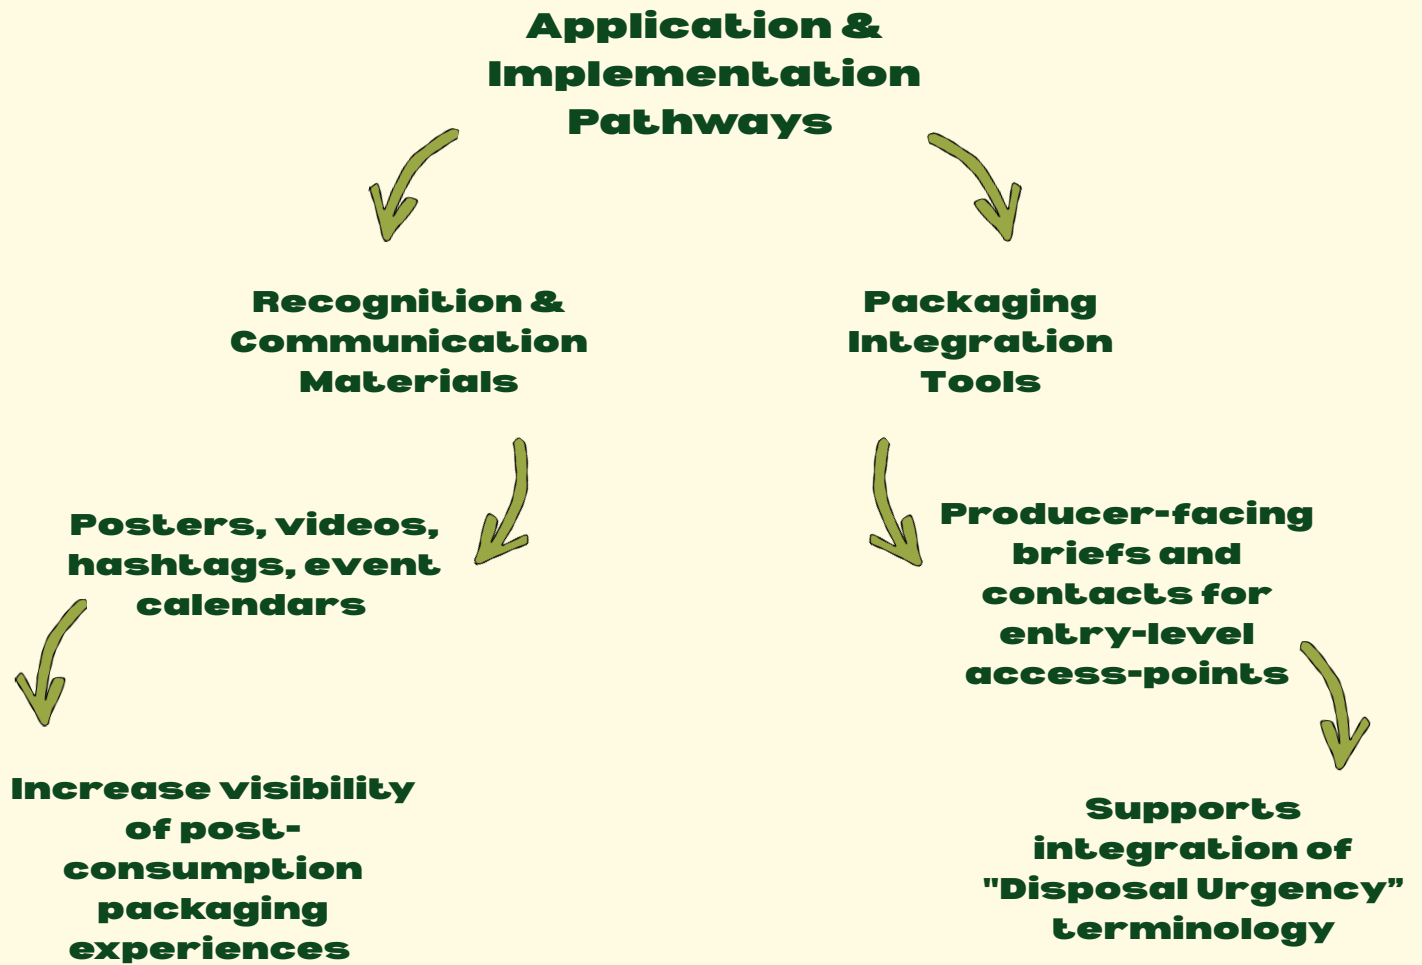 Application &
Implementation
Pathways
Recognition &
Communication
Materials
Packaging
Integration
Tools
Posters, videos,
hashtags, event
calendars
Producer-facing
briefs and
contacts for
entry-level
access-points
Increase visibility
of post-
consumption
packaging
experiences
Supports
integration of
"Disposal Urgency”
terminology